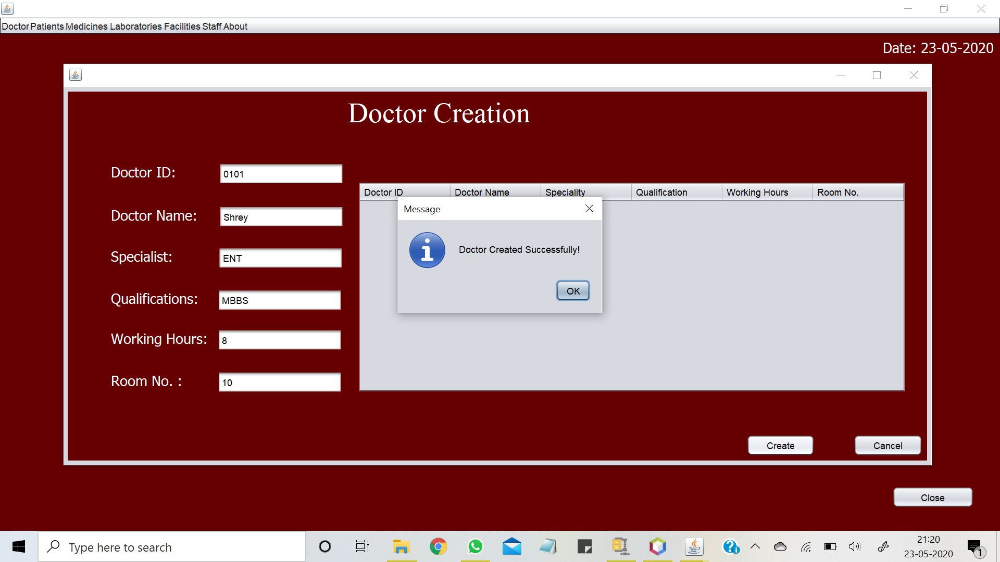 Doctor Patients Medicines Laboratories Facilities Staff About
Date: 23-05-2020
Doctor Creation
Doctor ID: 0101
Doctor Name: Shrey
Specialist: ENT
Qualifications: MBBS
Working Hours: 8
Room No. : 10
Doctor ID Doctor Name Speciality Qualification Working Hours Room No.
Message
Doctor Created Successfully!
OK
Create Cancel
Close
Type here to search
21:20
23-05-2020
1